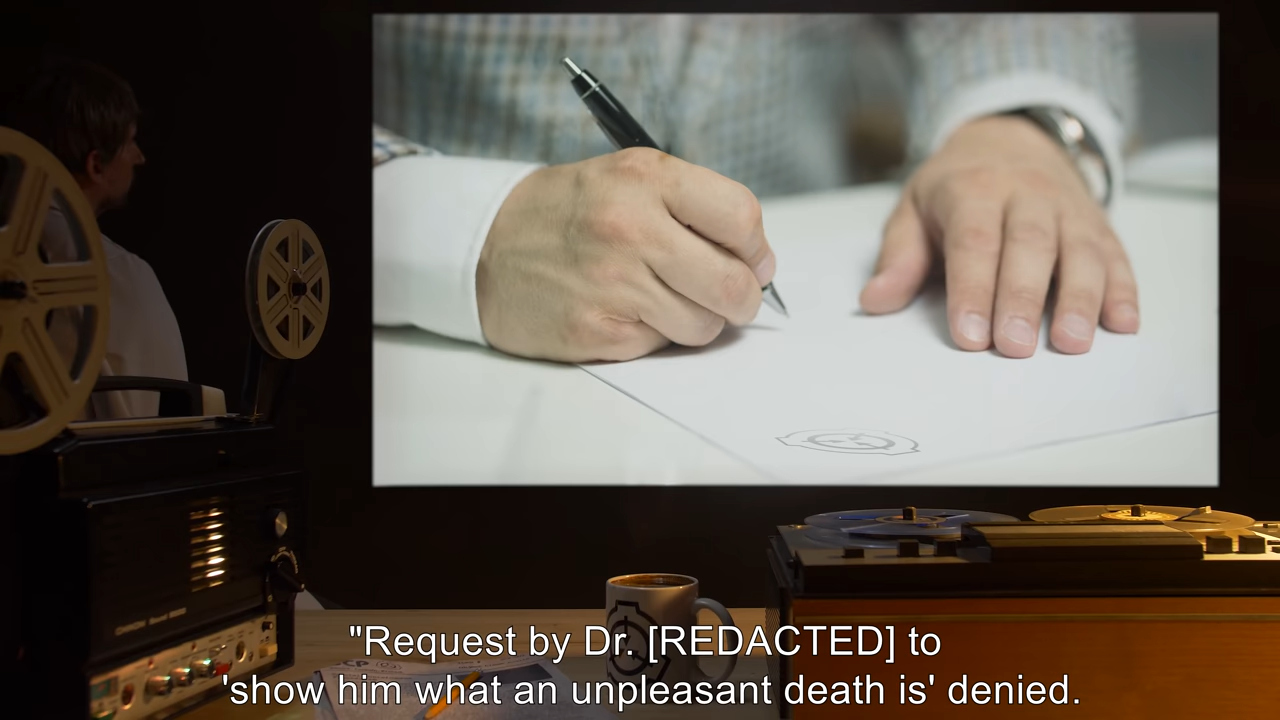 "Request by Dr. [REDACTED] to
'show him what an unpleasant death is' denied.